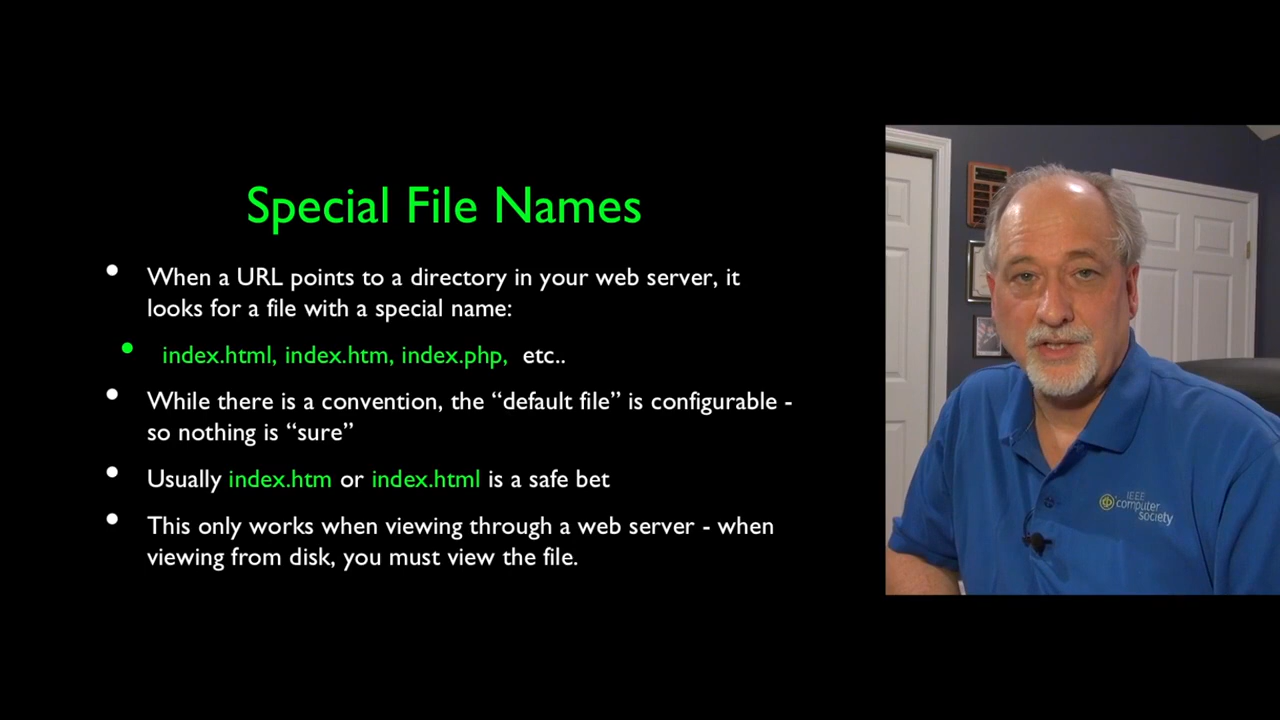 Special File Names
When a URL points to a directory in your web server, it
looks for a file with a special name:
index.html, index.htm, index.php, etc..
While there is a convention, the “default file” is configurable -
so nothing is “sure”
Usually index.htm or index.html is a safe bet
This only works when viewing through a web server - when
viewing from disk, you must view the file.
IEEE
computer
society